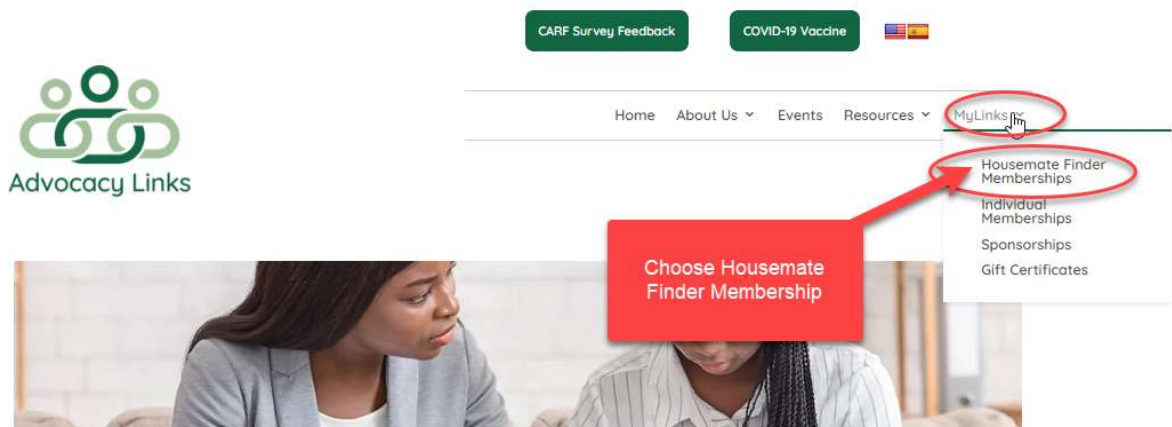 CARF Survey Feedback
COVID-19 Vaccine
Advocacy Links
Home About Us Events Resources MyLinks
Housemate Finder
Memberships
Individual
Memberships
Sponsorships
Gift Certificates
Choose Housemate
Finder Membership